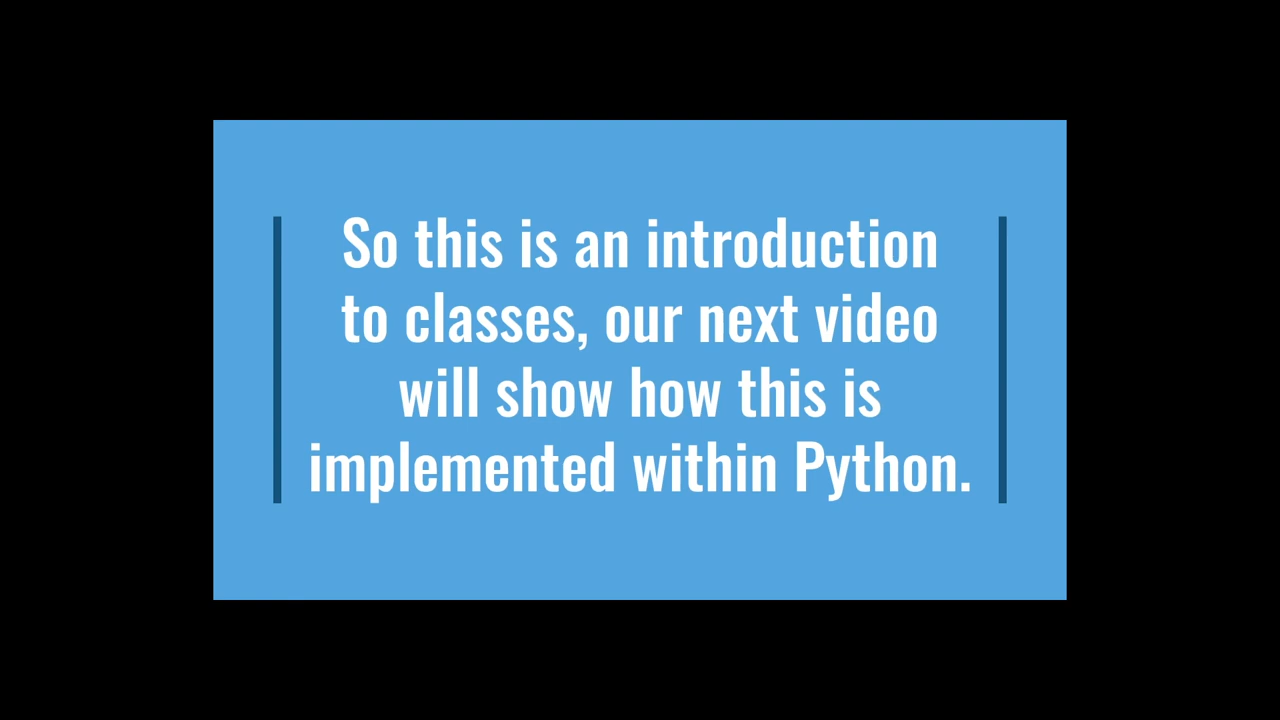 So this is an introduction
to classes, our next video
will show how this is
implemented within Python.